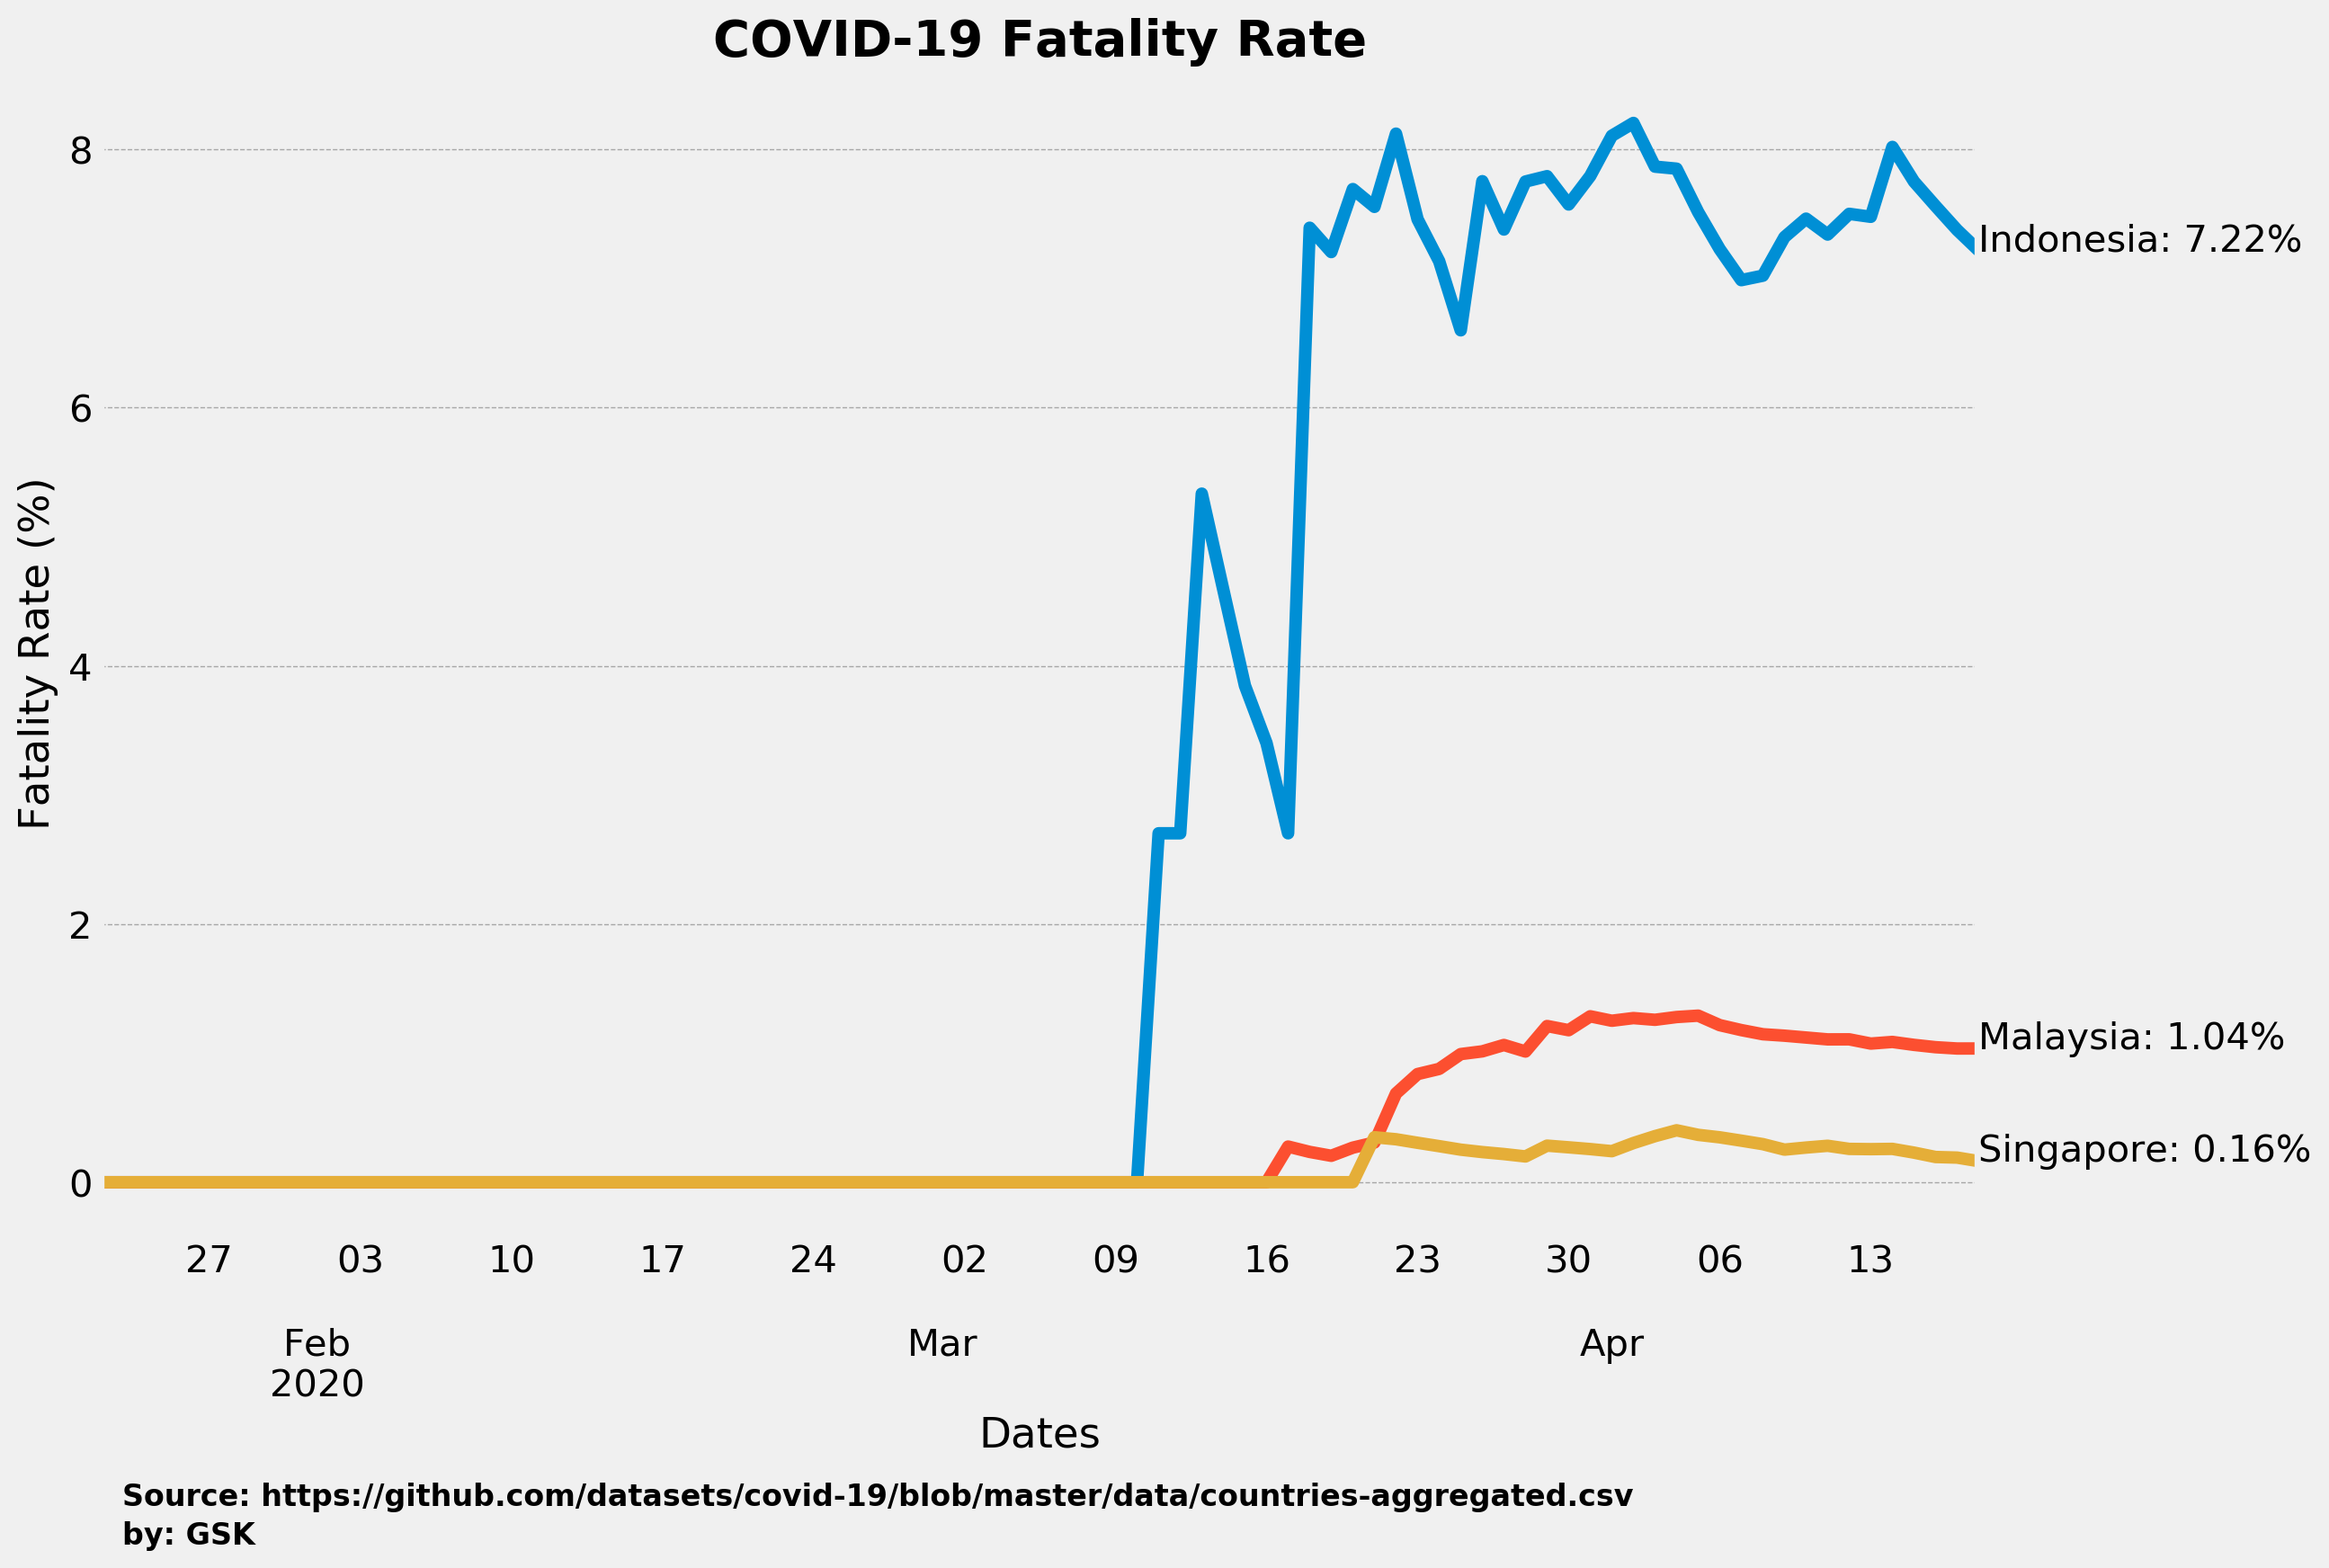 COVID-19 Fatality Rate
Fatality Rate (%)
8
6
4
2
0
Indonesia: 7.22%
Malaysia: 1.04%
Singapore: 0.16%
27 03 10 17 24 02 09 16 23 30 06 13
Feb Mar Apr
2020
Dates
Source: https://github.com/datasets/covid-19/blob/master/data/countries-aggregated.csv
by: GSK